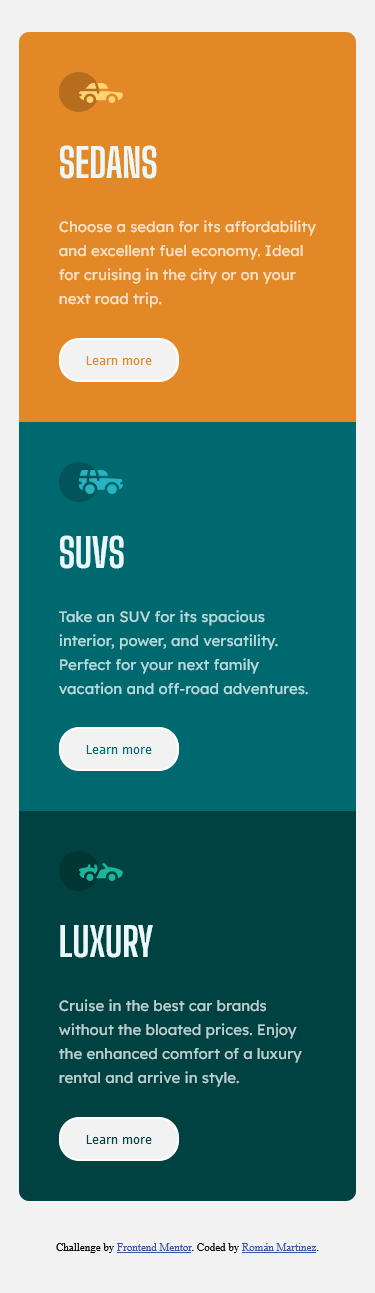 SEDANS
Choose a sedan for its affordability
and excellent fuel economy. Ideal
for cruising in the city or on your
next road trip.
Learn more
SUVS
Take an SUV for its spacious
interior, power, and versatility.
Perfect for your next family
vacation and off-road adventures.
Learn more
LUXURY
Cruise in the best car brands
without the bloated prices. Enjoy
the enhanced comfort of a luxury
rental and arrive in style.
Learn more
Challenge by Frontend Mentor. Coded by Román Martinez.